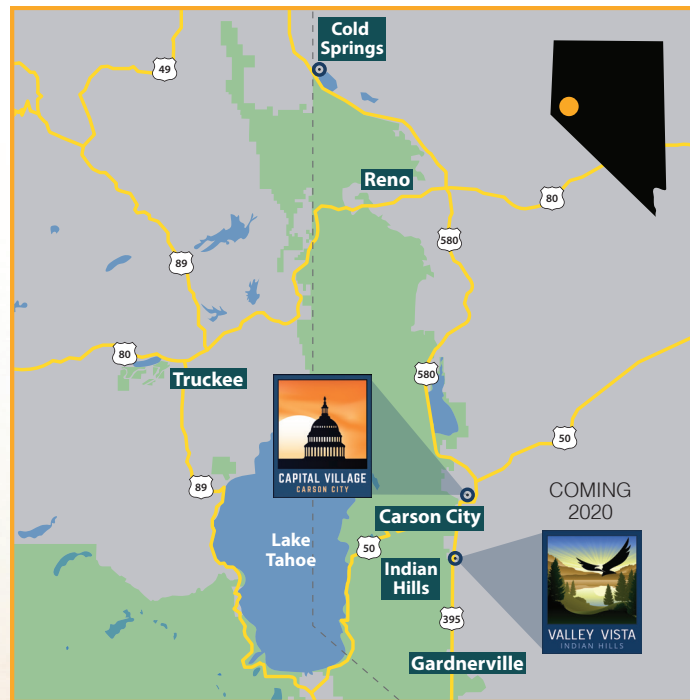 Cold
Springs
49
Reno
80
580
89
80
Truckee
580
50
CAPITAL VILLAGE
CARSON CITY
89
COMING
2020
Carson City
Lake
Tahoe
50
Indian
Hills
VALLEY VISTA
INDIAN HILLS
395
Gardnerville